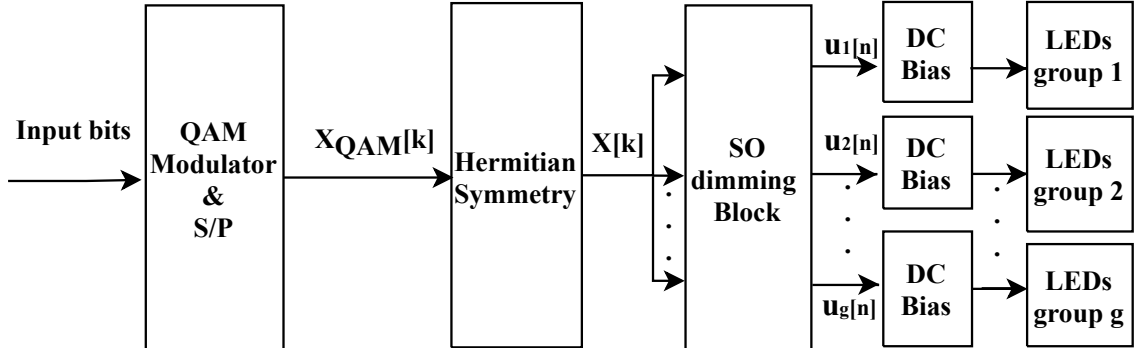 Input bits
QAM
Modulator
&
S/P
XQAM[k]
Hermitian
Symmetry
X[k]
SO
dimming
Block
u1[n]
DC
Bias
LEDs
group 1
u2[n]
DC
Bias
LEDs
group 2
ug[n]
DC
Bias
LEDs
group g